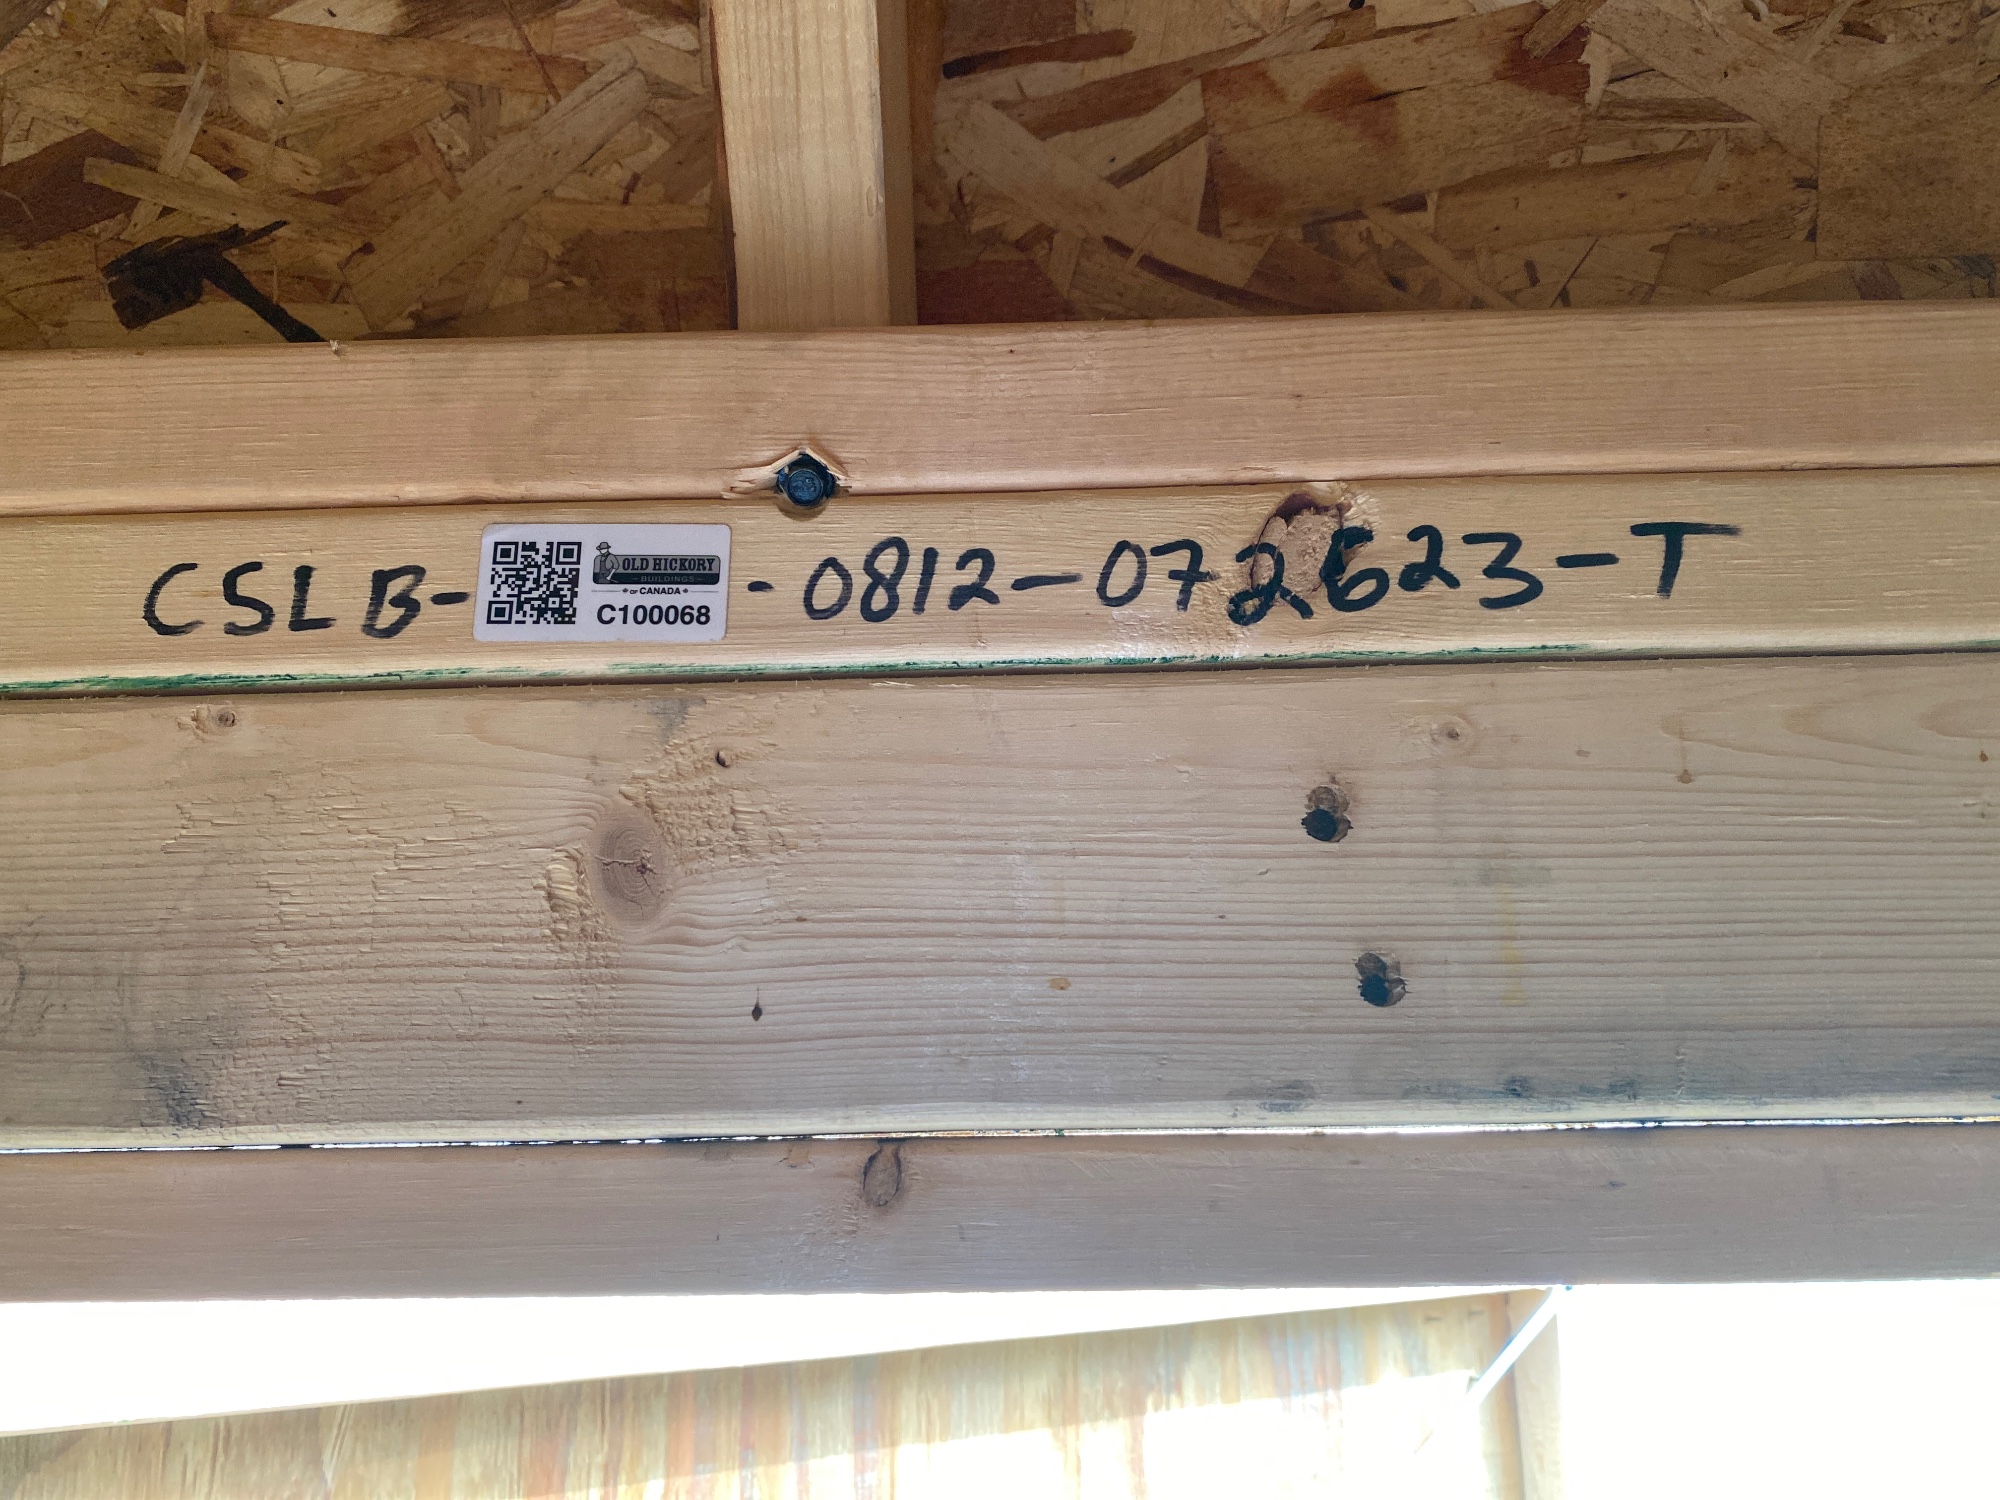 CSLB- - 0812-072623-T
OLD HICKORY
BUILDINGS
OF CANADA
C100068